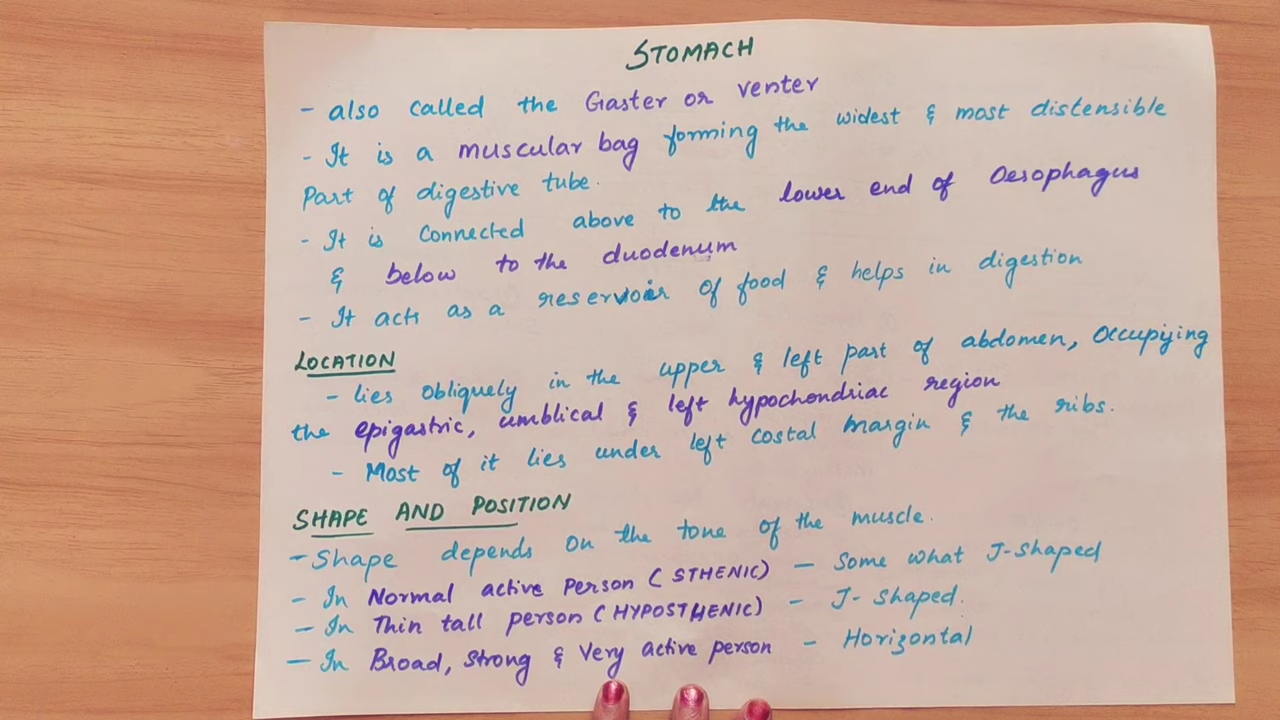 STOMACH
- also called the Gaster or venter
- It is a muscular bag forming the widest & most distensible
Part of digestive tube.
- It is connected above to the lower end of Oesophagus
& below to the duodenum
- It acts as a reservoir of food & helps in digestion
LOCATION
- lies obliquely in the upper & left part of abdomen, occupying
the epigastric, umblical & left hypochondriac region
- Most of it lies under left costal margin & the ribs.
SHAPE AND POSITION
- Shape depends on the tone of the muscle.
- In Normal active Person (STHENIC) - Some what J-shaped
- In Thin tall person (HYPOSTHENIC) - J-shaped.
- In Broad, strong & Very active person - Horizontal